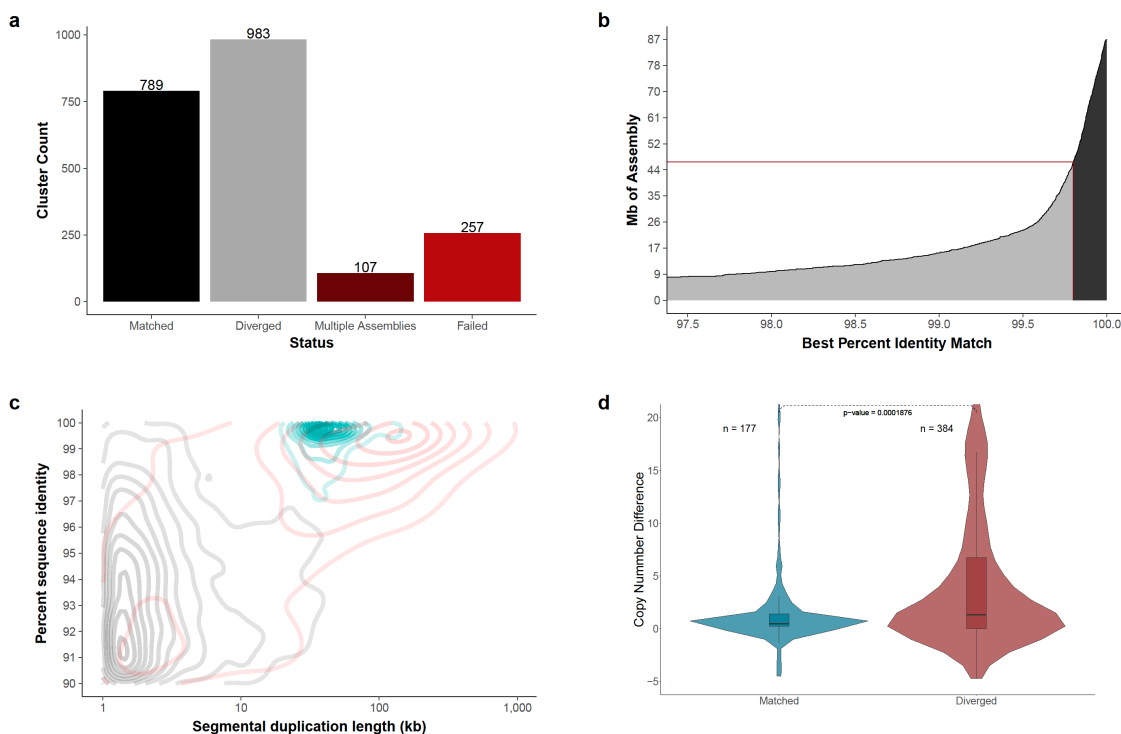 a
1000
750
500
250
0
Cluster Count
789
983
107
257
Matched
Diverged
Multiple Assemblies
Failed
Status
b
87
78
70
61
52
44
35
26
17
9
0
Mb of Assembly
97.5
98.0
98.5
99.0
99.5
100.0
Best Percent Identity Match
c
100
99
98
97
96
95
94
93
92
91
90
Percent sequence identity
1
10
100
1,000
Segmental duplication length (kb)
d
20
15
10
5
0
−5
Copy Nummber Difference
p−value = 0.0001876
n = 177
n = 384
Matched
Diverged